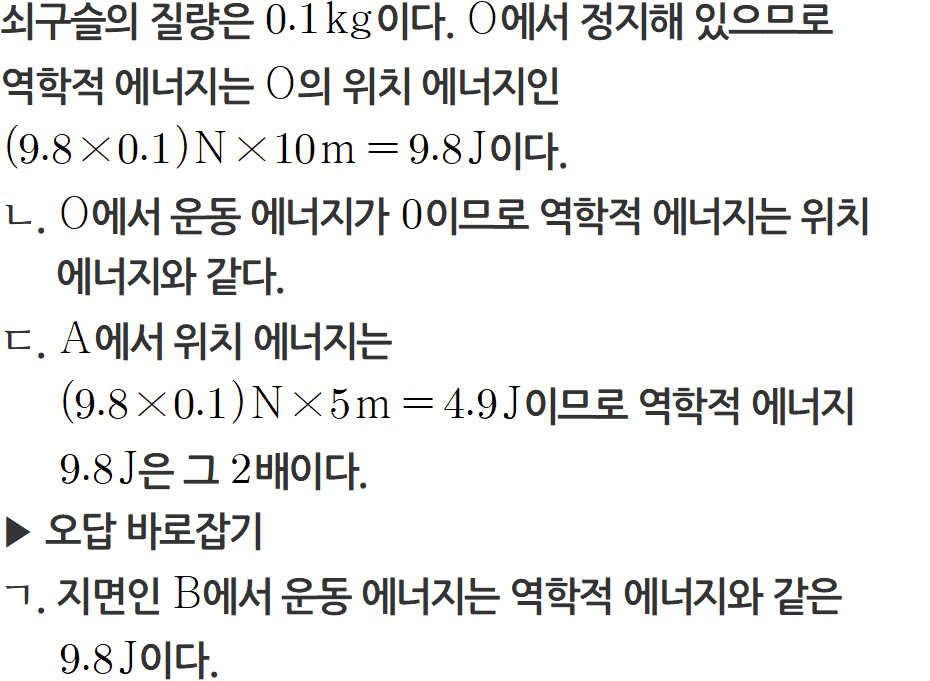 쇠구슬의 질량은 0.1kg이다. O에서 정지해 있으므로
역학적 에너지는 O의 위치 에너지인
(9.8×0.1)N×10m=9.8J이다.
ㄴ. O에서 운동 에너지가 0이므로 역학적 에너지는 위치
에너지와 같다.
ㄷ. A에서 위치 에너지는
(9.8×0.1)N×5m=4.9J이므로 역학적 에너지
9.8J은 그 2배이다.
▶ 오답 바로잡기
ㄱ. 지면인 B에서 운동 에너지는 역학적 에너지와 같은
9.8J이다.